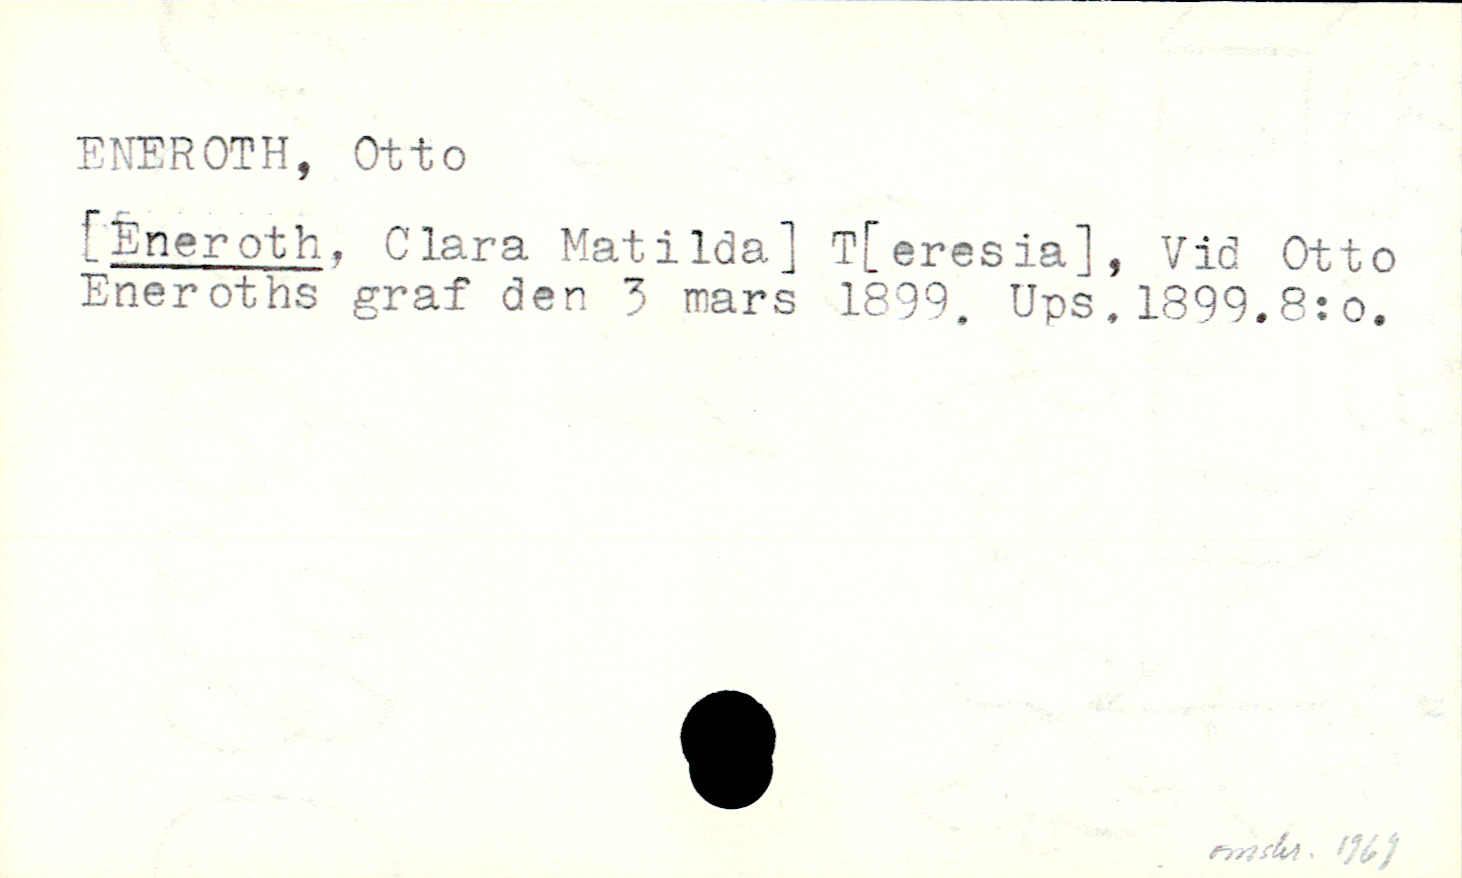 ENEROTH, Otto
[Eneroth, Clara Matilda] T[eresia], Vid Otto
Eneroths graf den 3 mars 1899. Ups.1899.8:o.
omskr. 1969